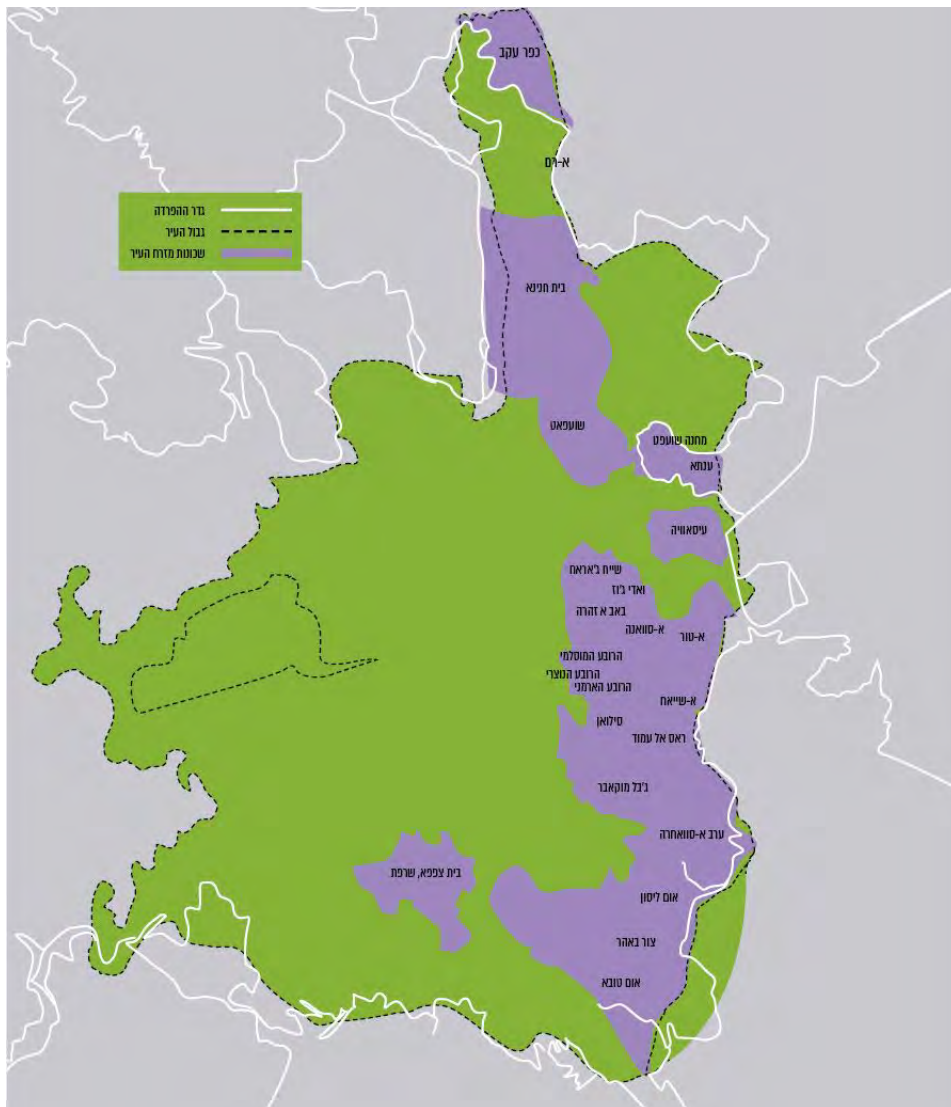 כפר עקב
א-רם
גדר ההפרדה
גבול העיר
שכונות מזרח העיר
בית חנינא
שועפאט
מחנה שועפט
ענתא
עיסאוויה
שייח ג'אראח
ואדי ג'וז
באב א זהרה
א-סוואנה
א-טור
הרובע המוסלמי
הרובע הנוצרי
הרובע הארמני
א-שייאח
סילואן
ראס אל עמוד
ג'בל מוקאבר
ערב א-סוואחרה
בית צפפא, שרפת
אום ליסון
צור באהר
אום טובא